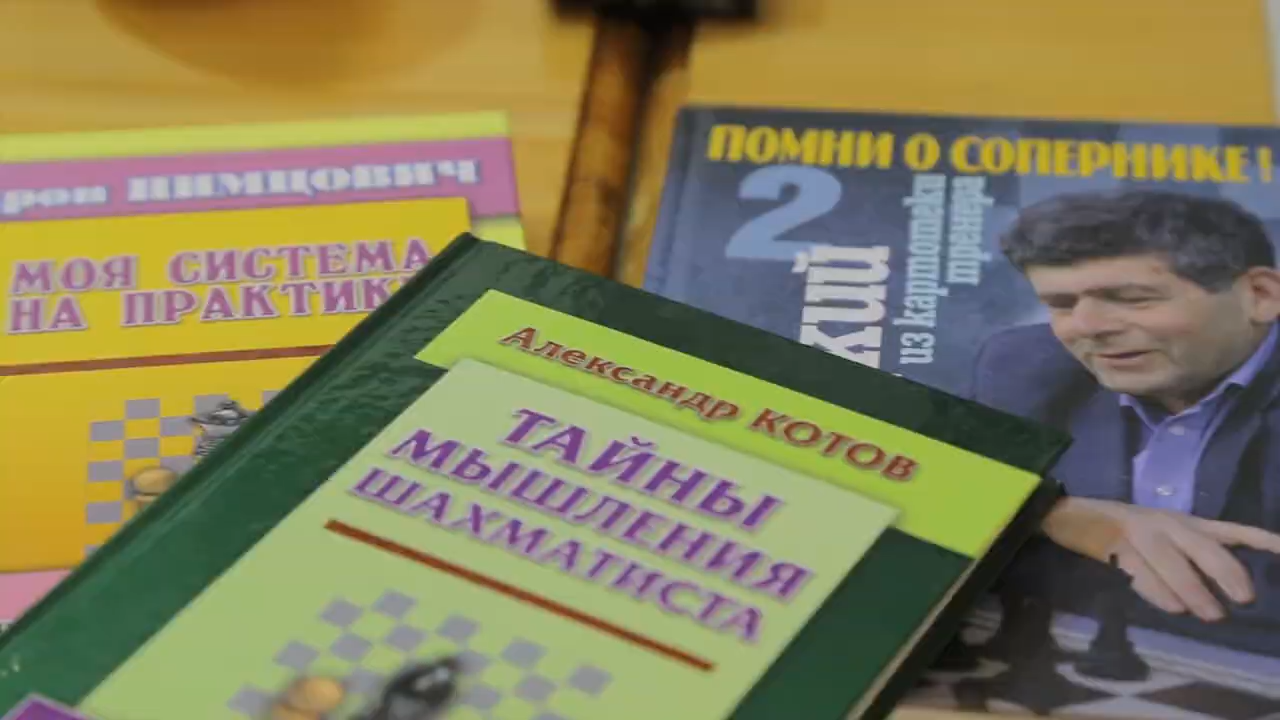 рон НИМЦОВИЧ
МОЯ СИСТЕМА
НА ПРАКТИК
Александр КОТОВ
ТАЙНЫ
МЫШЛЕНИЯ
ШАХМАТИСТА
ПОМНИ О СОПЕРНИКЕ!
2
кий
из картотеки
тренера